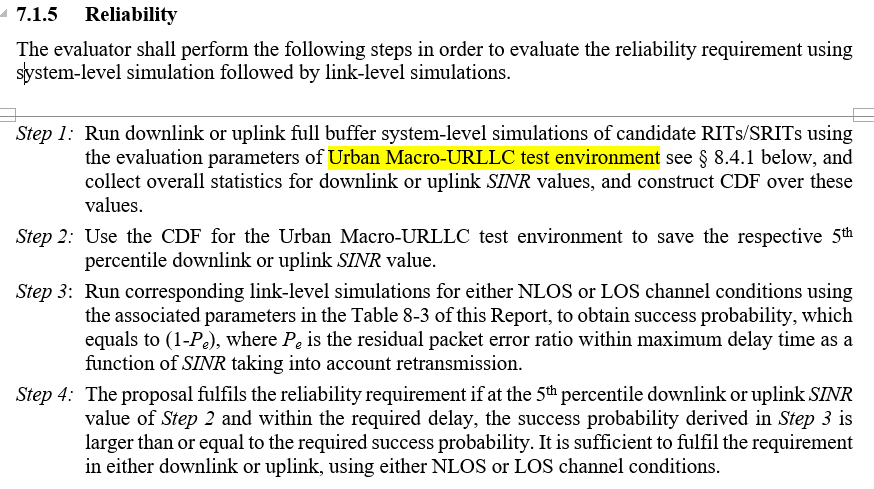 7.1.5 Reliability
The evaluator shall perform the following steps in order to evaluate the reliability requirement using
system-level simulation followed by link-level simulations.
Step 1: Run downlink or uplink full buffer system-level simulations of candidate RITs/SRITs using
the evaluation parameters of Urban Macro-URLLC test environment see § 8.4.1 below, and
collect overall statistics for downlink or uplink SINR values, and construct CDF over these
values.
Step 2: Use the CDF for the Urban Macro-URLLC test environment to save the respective 5th
percentile downlink or uplink SINR value.
Step 3: Run corresponding link-level simulations for either NLOS or LOS channel conditions using
the associated parameters in the Table 8-3 of this Report, to obtain success probability, which
equals to (1-Pe), where Pe is the residual packet error ratio within maximum delay time as a
function of SINR taking into account retransmission.
Step 4: The proposal fulfils the reliability requirement if at the 5th percentile downlink or uplink SINR
value of Step 2 and within the required delay, the success probability derived in Step 3 is
larger than or equal to the required success probability. It is sufficient to fulfil the requirement
in either downlink or uplink, using either NLOS or LOS channel conditions.